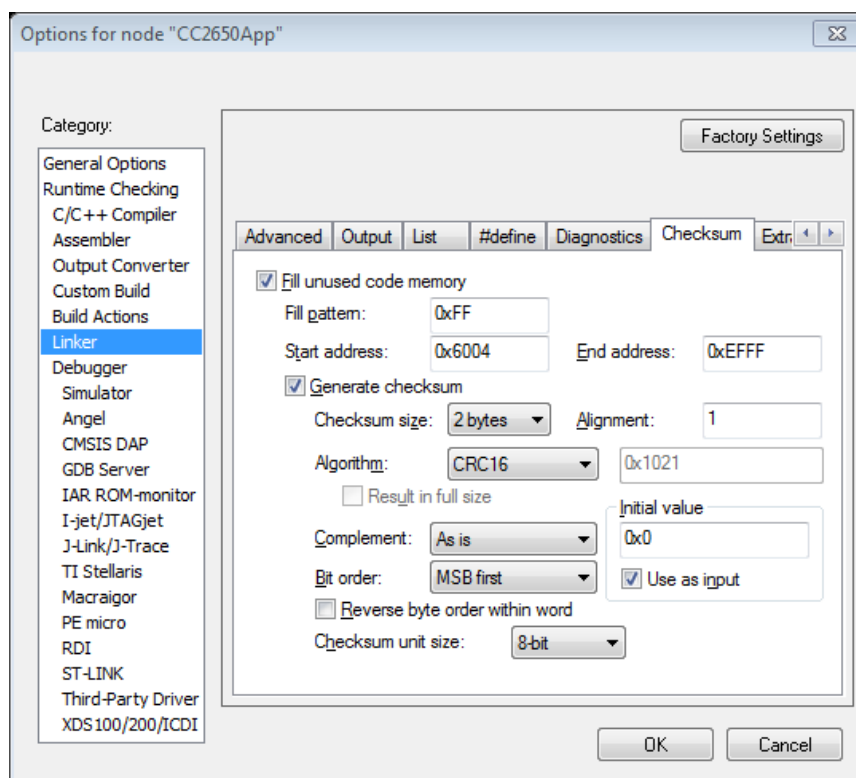 Options for node "CC2650App"
Category:
Factory Settings
General Options
Runtime Checking
C/C++ Compiler
Assembler
Output Converter
Custom Build
Build Actions
Linker
Debugger
Simulator
Angel
CMSIS DAP
GDB Server
IAR ROM-monitor
I-jet/JTAGjet
J-Link/J-Trace
TI Stellaris
Macraigor
PE micro
RDI
ST-LINK
Third-Party Driver
XDS100/200/ICDI
Advanced Output List #define Diagnostics Checksum Extr
Fill unused code memory
Fill pattern: 0xFF
Start address: 0x6004 End address: 0xEFFF
Generate checksum
Checksum size: 2 bytes Alignment: 1
Algorithm: CRC16 0x1021
Result in full size
Initial value
Complement: As is 0x0
Bit order: MSB first Use as input
Reverse byte order within word
Checksum unit size: 8-bit
OK Cancel